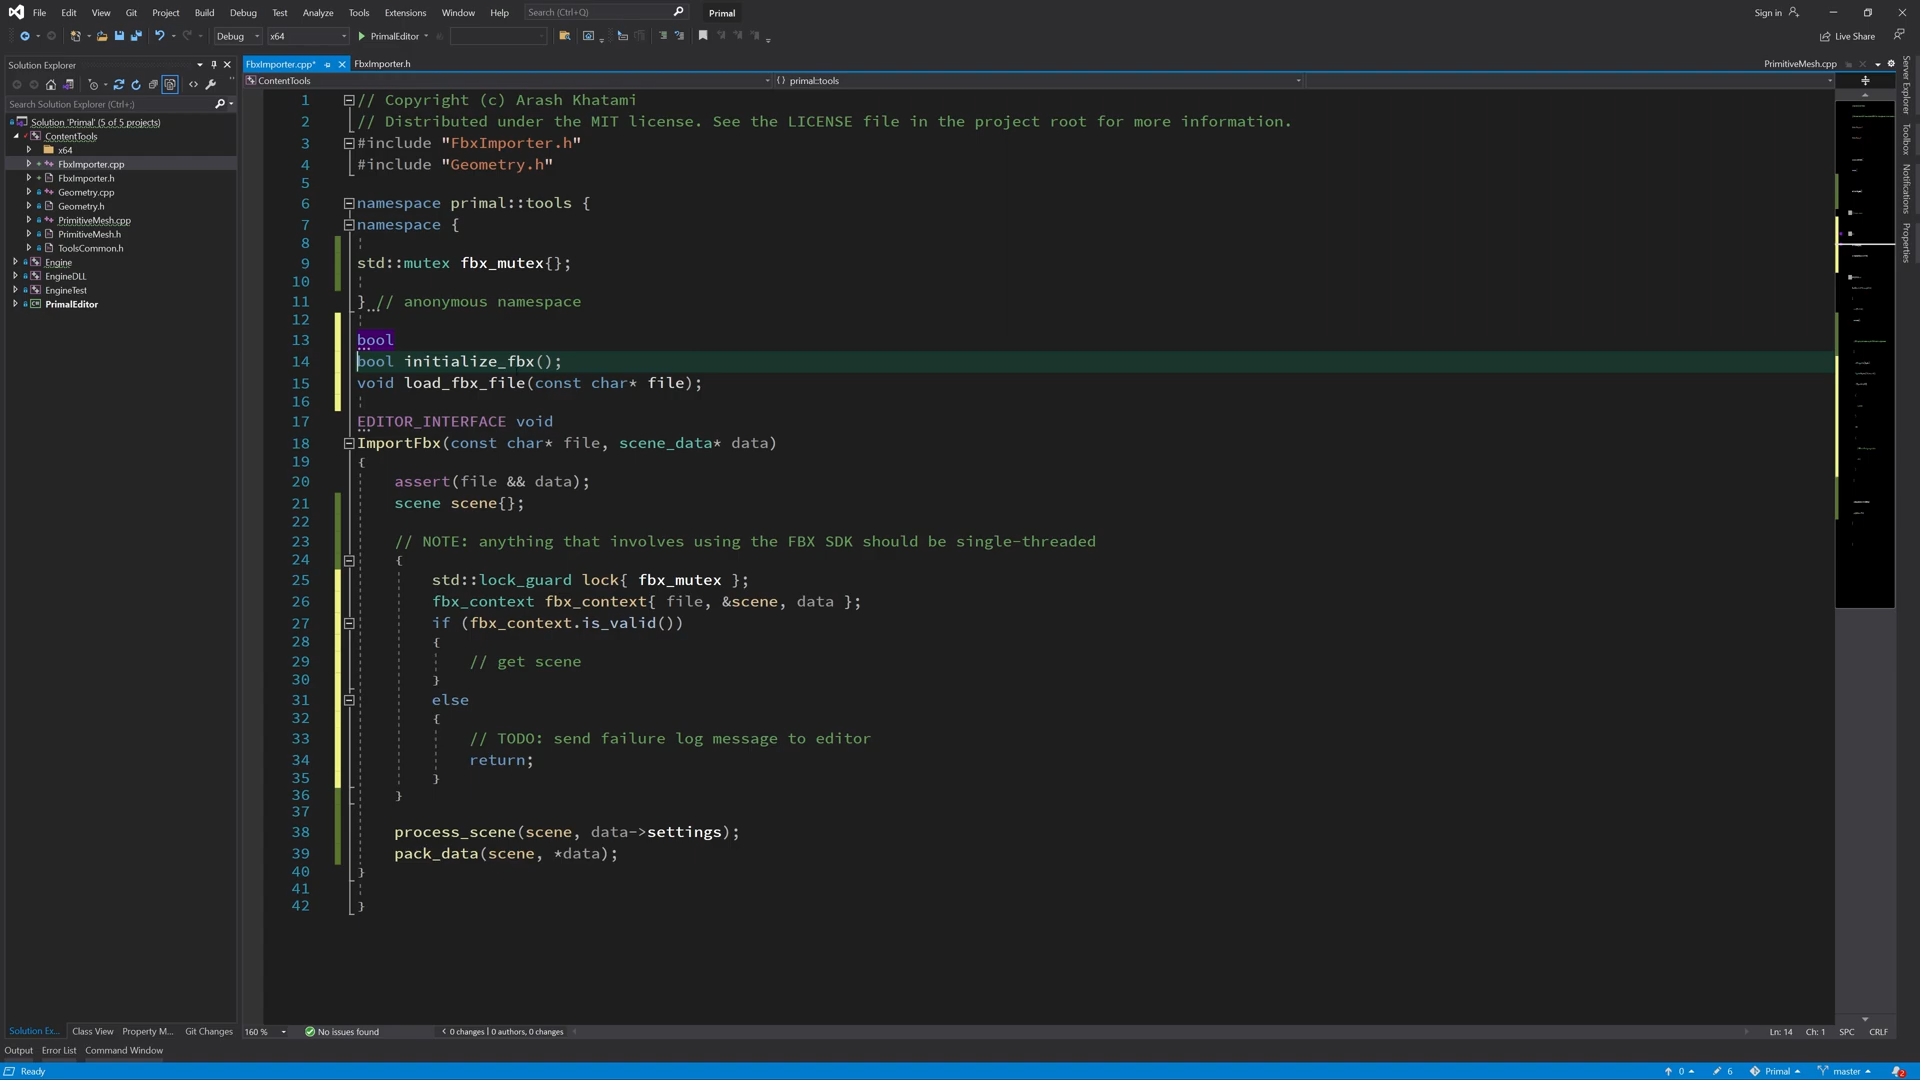 File Edit View Git Project Build Debug Test Analyze Tools Extensions Window Help Search (Ctrl+Q) Primal Sign in
Debug x64 PrimalEditor Live Share
Solution Explorer
Search Solution Explorer (Ctrl+;)
Solution 'Primal' (5 of 5 projects)
ContentTools
x64
FbxImporter.cpp
FbxImporter.h
Geometry.cpp
Geometry.h
PrimitiveMesh.cpp
PrimitiveMesh.h
ToolsCommon.h
Engine
EngineDLL
EngineTest
PrimalEditor
FbxImporter.cpp* FbxImporter.h PrimitiveMesh.cpp
ContentTools {} primal::tools
1 // Copyright (c) Arash Khatami
2 // Distributed under the MIT license. See the LICENSE file in the project root for more information.
3 #include "FbxImporter.h"
4 #include "Geometry.h"
5
6 namespace primal::tools {
7 namespace {
8
9 std::mutex fbx_mutex{};
10
11 } // anonymous namespace
12
13 bool
14 bool initialize_fbx();
15 void load_fbx_file(const char* file);
16
17 EDITOR_INTERFACE void
18 ImportFbx(const char* file, scene_data* data)
19 {
20 assert(file && data);
21 scene scene{};
22
23 // NOTE: anything that involves using the FBX SDK should be single-threaded
24 {
25 std::lock_guard lock{ fbx_mutex };
26 fbx_context fbx_context{ file, &scene, data };
27 if (fbx_context.is_valid())
28 {
29 // get scene
30 }
31 else
32 {
33 // TODO: send failure log message to editor
34 return;
35 }
36 }
37
38 process_scene(scene, data->settings);
39 pack_data(scene, *data);
40 }
41
42 }
Server Explorer
Toolbox
Notifications
Properties
Solution Ex... Class View Property M... Git Changes 160 % No issues found 0 changes | 0 authors, 0 changes Ln: 14 Ch: 1 SPC CRLF
Output Error List Command Window
Ready 0 6 Primal master 2